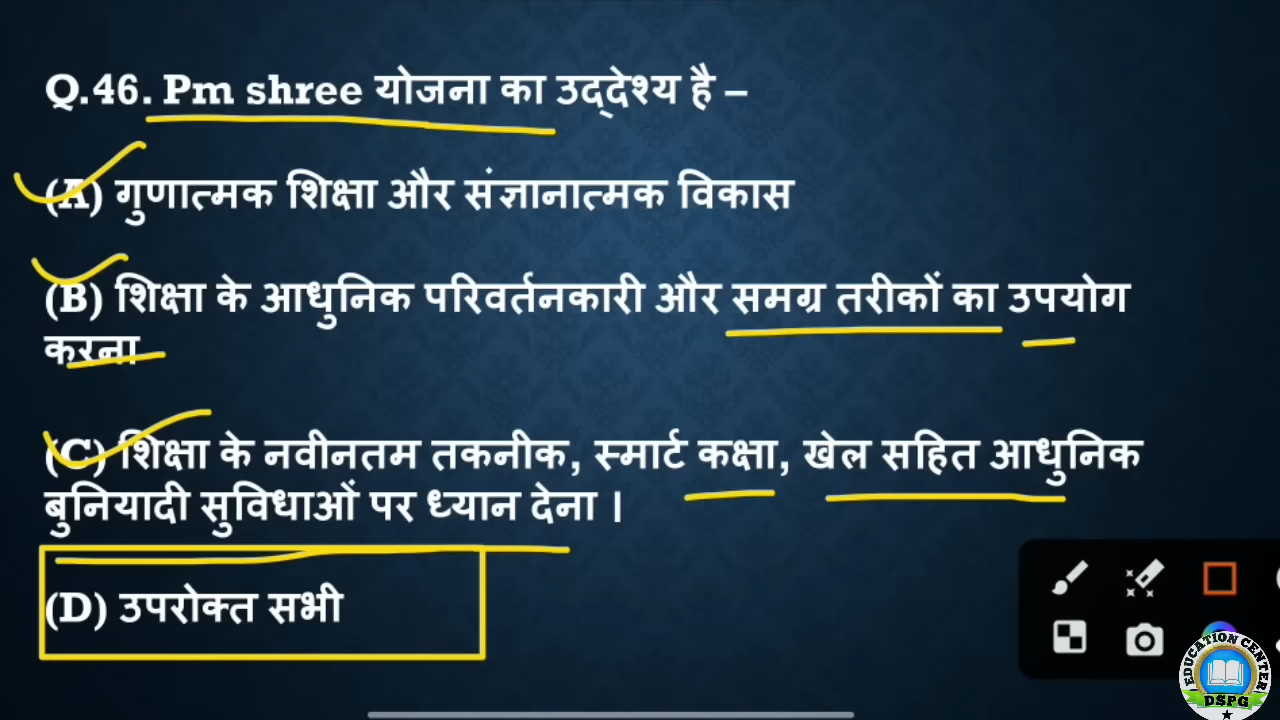 Q.46. Pm shree योजना का उद्देश्य है –
(A) गुणात्मक शिक्षा और संज्ञानात्मक विकास
(B) शिक्षा के आधुनिक परिवर्तनकारी और समग्र तरीकों का उपयोग
करना
(C) शिक्षा के नवीनतम तकनीक, स्मार्ट कक्षा, खेल सहित आधुनिक
बुनियादी सुविधाओं पर ध्यान देना ।
(D) उपरोक्त सभी
EDUCATION CENTER
DSPG